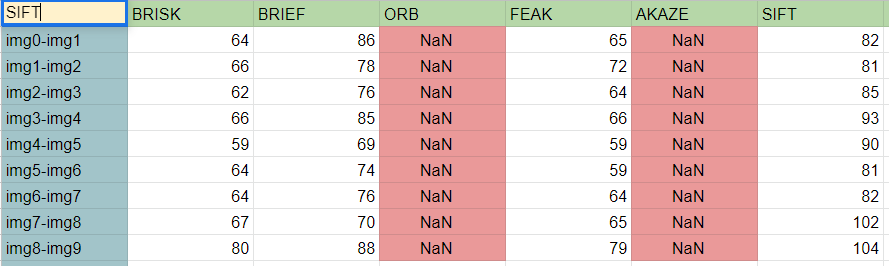 SIFT BRISK BRIEF ORB FEAK AKAZE SIFT
img0-img1 64 86 NaN 65 NaN 82
img1-img2 66 78 NaN 72 NaN 81
img2-img3 62 76 NaN 64 NaN 85
img3-img4 66 85 NaN 66 NaN 93
img4-img5 59 69 NaN 59 NaN 90
img5-img6 64 74 NaN 59 NaN 81
img6-img7 64 76 NaN 64 NaN 82
img7-img8 67 70 NaN 65 NaN 102
img8-img9 80 88 NaN 79 NaN 104